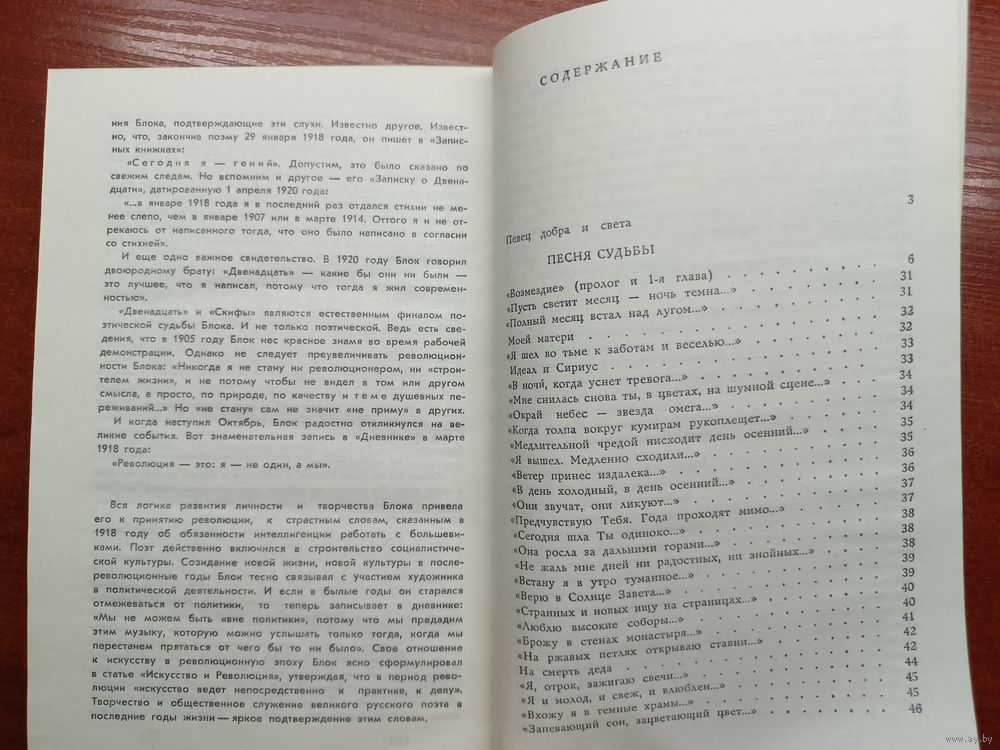 ния Блока, подтверждающие эти слухи. Известно другое. Извест-
но, что, закончив поэму 29 января 1918 года, он пишет в «Запис-
ных книжках»:
«Сегодня я — гений». Допустим, это было сказано по
свежим следам. Но вспомним и другое — его «Записку о Двена-
дцати», датированную 1 апреля 1920 года:
«...в январе 1918 года я в последний раз отдался стихии не ме-
нее слепо, чем в январе 1907 или в марте 1914. Оттого я и не от-
рекаюсь от написанного тогда, что оно было написано в согласии
со стихией».
И еще одно важное свидетельство. В 1920 году Блок говорил
двоюродному брату: «Двенадцать» — какие бы они ни были —
это лучшее, что я написал, потому что тогда я жил современ-
ностью».
«Двенадцать» и «Скифы» являются естественным финалом по-
этической судьбы Блока. И не только поэтической. Ведь есть све-
дения, что в 1905 году Блок нес красное знамя во время рабочей
демонстрации. Однако не следует преувеличивать революцион-
ности Блока: «Никогда я не стану ни революционером, ни «стро-
ителем жизни», и не потому чтобы не видел в том или другом
смысла, а просто, по природе, по качеству и теме душевных пе-
реживаний...» Но «не стану» сам не значит «не приму» в других.
И когда наступил Октябрь, Блок радостно откликнулся на ве-
ликие события. Вот знаменательная запись в «Дневнике» в марте
1918 года:
«Революция — это: я — не один, а мы».
Вся логика развития личности и творчества Блока привела
его к принятию революции, к страстным словам, сказанным в
1918 году об обязанности интеллигенции работать с большеви-
ками. Поэт действенно включился в строительство социалистиче-
ской культуры. Созидание новой жизни, новой культуры в после-
революционные годы Блок тесно связывал с участием художника
в политической деятельности. И если в былые годы он старался
отмежеваться от политики, то теперь записывает в дневнике:
«Мы не можем быть «вне политики», потому что мы предадим
этим музыку, которую можно услышать только тогда, когда мы
перестанем прятаться от чего бы то ни было». Свое отношение
к искусству в революционную эпоху Блок ясно сформулировал
в статье «Искусство и Революция», утверждая, что в период рево-
люции «искусство ведет непосредственно к практике, к делу».
Творчество и общественное служение великого русского поэта в
последние годы жизни — яркое подтверждение этим словам,
СОДЕРЖАНИЕ
Певец добра и света 3
ПЕСНЯ СУДЬБЫ
«Возмездие» (пролог и 1-я глава) 6
«Пусть светит месяц — ночь темна...» 31
«Полный месяц встал над лугом...» 31
Моей матери 32
«Я шел во тьме к заботам и веселью...» 32
Идеал и Сириус 33
«В ночи́, когда уснет тревога...» 33
«Мне снилась снова ты, в цветах, на шумной сцене...» 34
«Окрай небес — звезда омега...» 34
«Когда толпа вокруг кумирам рукоплещет...» 34
«Медлительной чредой нисходит день осенний...» 35
«Я вышел. Медленно сходили...» 35
«Ветер принес издалека...» 36
«В день холодный, в день осенний...» 36
«Они звучат, они ликуют...» 37
«Предчувствую Тебя. Года проходят мимо...» 37
«Сегодня шла Ты одиноко...» 38
«Она росла за дальними горами...» 38
«Не жаль мне дней ни радостных, ни знойных...» 38
«Встану я в утро туманное...» 39
«Верю в Солнце Завета...» 39
«Странных и новых ищу на страницах...» 40
«Люблю высокие соборы...» 40
«Брожу в стенах монастыря...» 41
«На ржавых петлях открываю ставни...» 42
На смерть деда 42
«Я, отрок, зажигаю свечи...» 44
«Я и молод, и свеж, и влюблен...» 45
«Вхожу я в темные храмы...» 45
«Запевающий сон, зацветающий цвет...» 46
www.ay.by